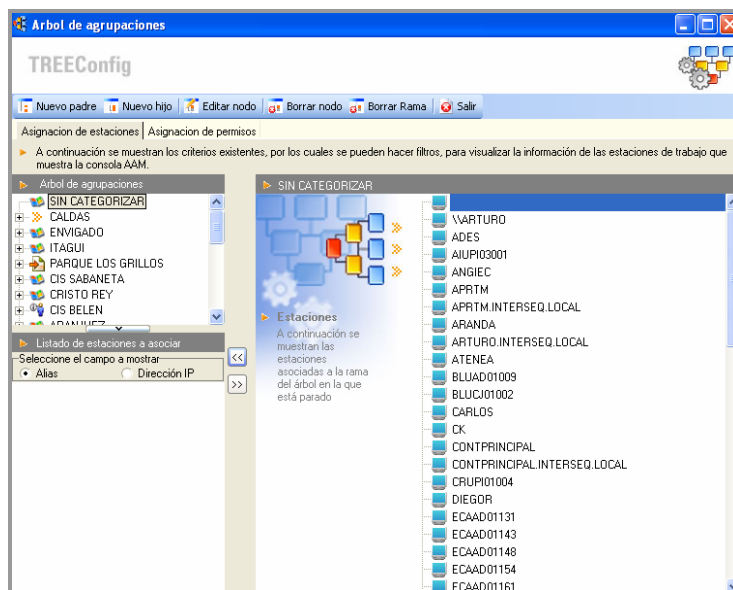 Arbol de agrupaciones
TREEConfig
Nuevo padre Nuevo hijo Editar nodo Borrar nodo Borrar Rama Salir
Asignacion de estaciones Asignacion de permisos
A continuación se muestran los criterios existentes, por los cuales se pueden hacer filtros, para visualizar la información de las estaciones de trabajo que
muestra la consola AAM.
Arbol de agrupaciones
SIN CATEGORIZAR
CALDAS
ENVIGADO
ITAGUI
PARQUE LOS GRILLOS
CIS SABANETA
CRISTO REY
CIS BELEN
ARANJUEZ
Listado de estaciones a asociar
Seleccione el campo a mostrar
Alias Dirección IP
<<
>>
SIN CATEGORIZAR
Estaciones
A continuación se
muestran las
estaciones
asociadas a la rama
del árbol en la que
está parado
\\ARTURO
ADES
AIUPI03001
ANGIEC
APRTM
APRTM.INTERSEQ.LOCAL
ARANDA
ARTURO.INTERSEQ.LOCAL
ATENEA
BLUAD01009
BLUCJ01002
CARLOS
CK
CONTPRINCIPAL
CONTPRINCIPAL.INTERSEQ.LOCAL
CRUPI01004
DIEGOR
ECAAD01131
ECAAD01143
ECAAD01148
ECAAD01154
ECAAD01161